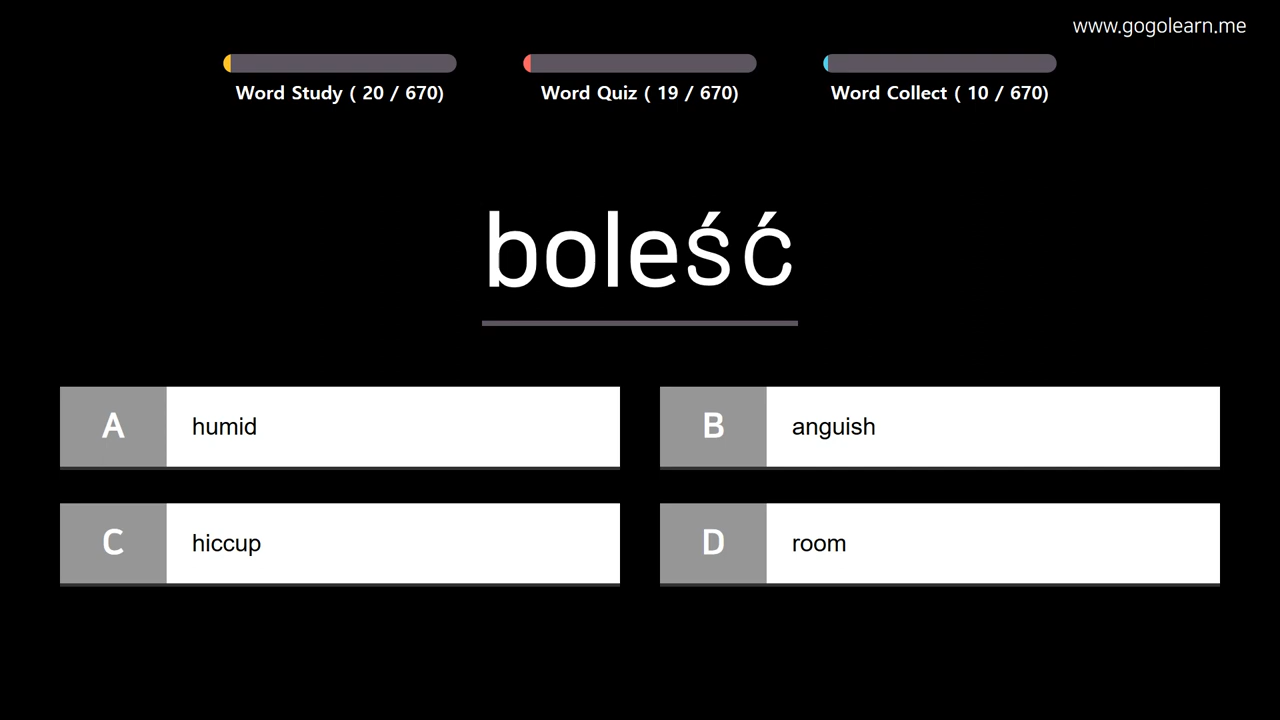 www.gogolearn.me
Word Study ( 20 / 670)
Word Quiz ( 19 / 670)
Word Collect ( 10 / 670)
boleść
A humid
B anguish
C hiccup
D room